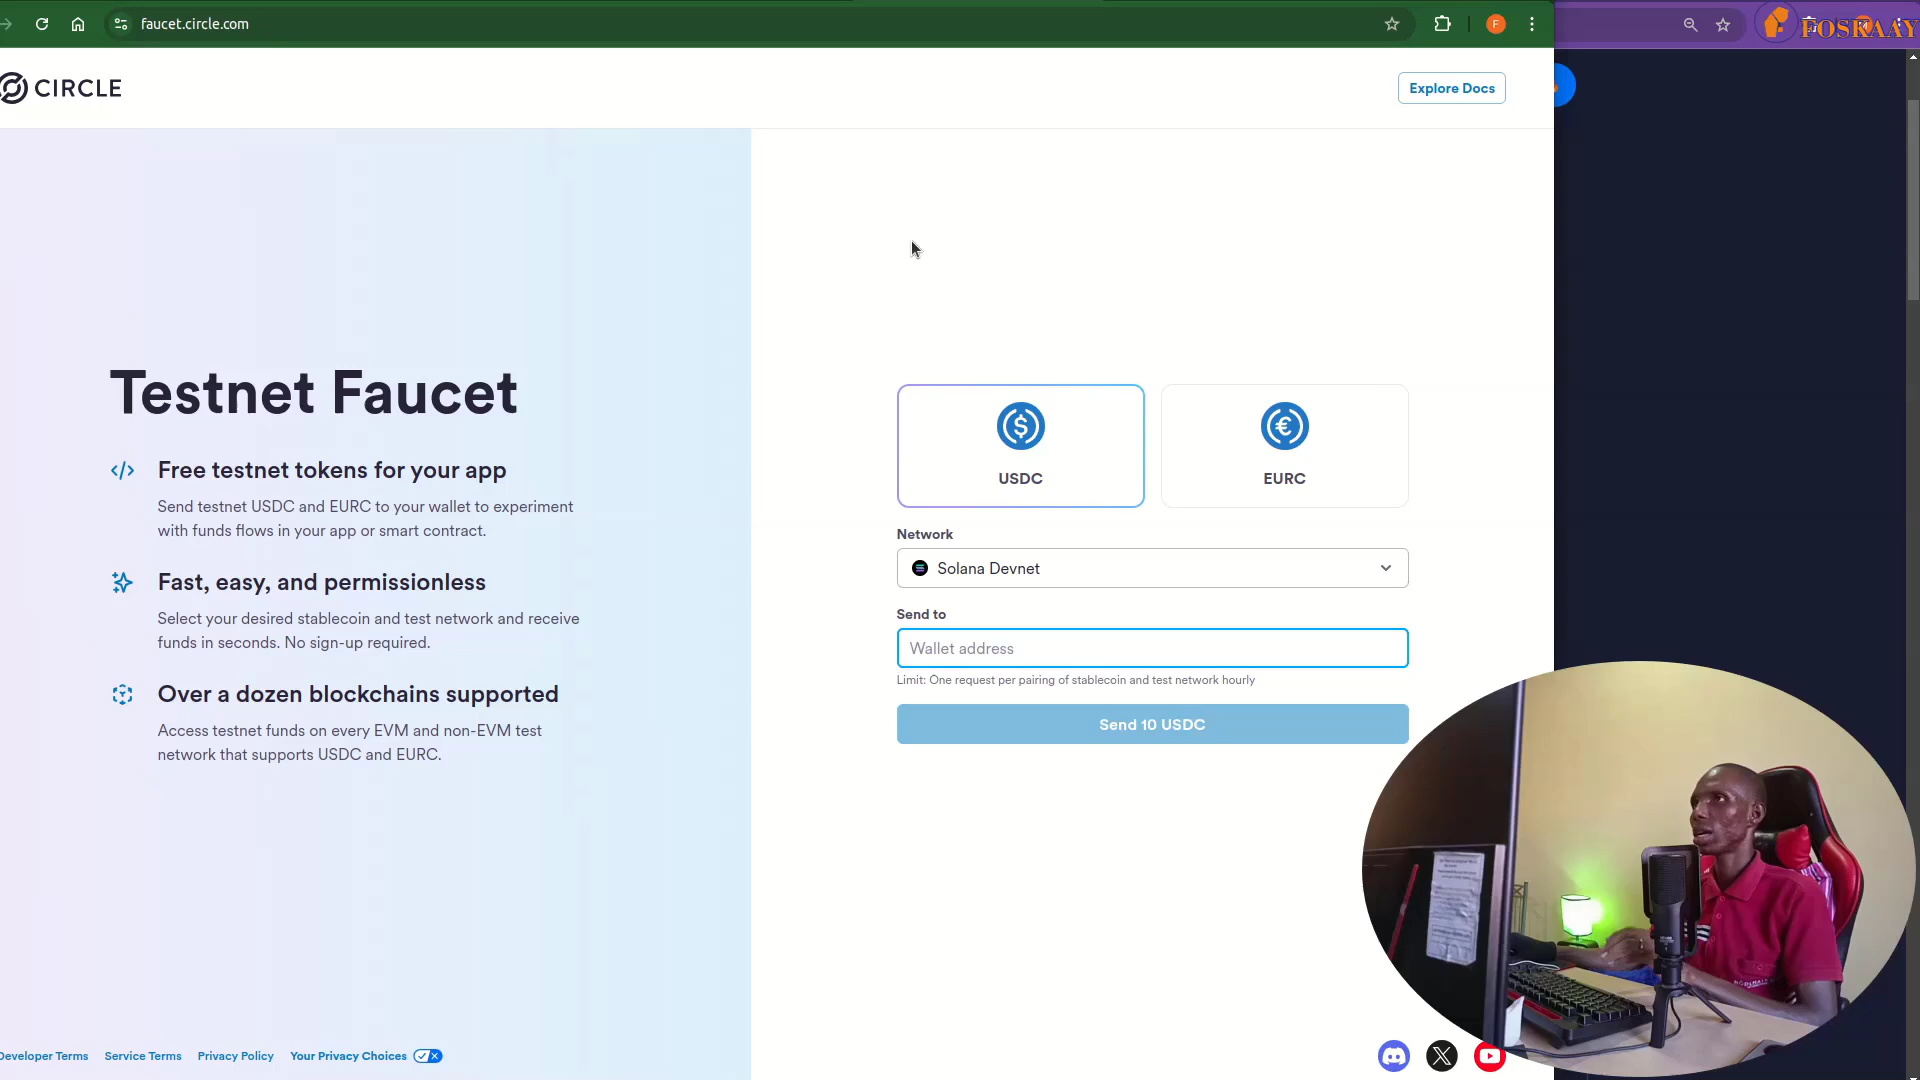 faucet.circle.com
F
FOSRAAY
CIRCLE
Explore Docs
Testnet Faucet
Free testnet tokens for your app
Send testnet USDC and EURC to your wallet to experiment
with funds flows in your app or smart contract.
Fast, easy, and permissionless
Select your desired stablecoin and test network and receive
funds in seconds. No sign-up required.
Over a dozen blockchains supported
Access testnet funds on every EVM and non-EVM test
network that supports USDC and EURC.
USDC
EURC
Network
Solana Devnet
Send to
Wallet address
Limit: One request per pairing of stablecoin and test network hourly
Send 10 USDC
Developer Terms
Service Terms
Privacy Policy
Your Privacy Choices